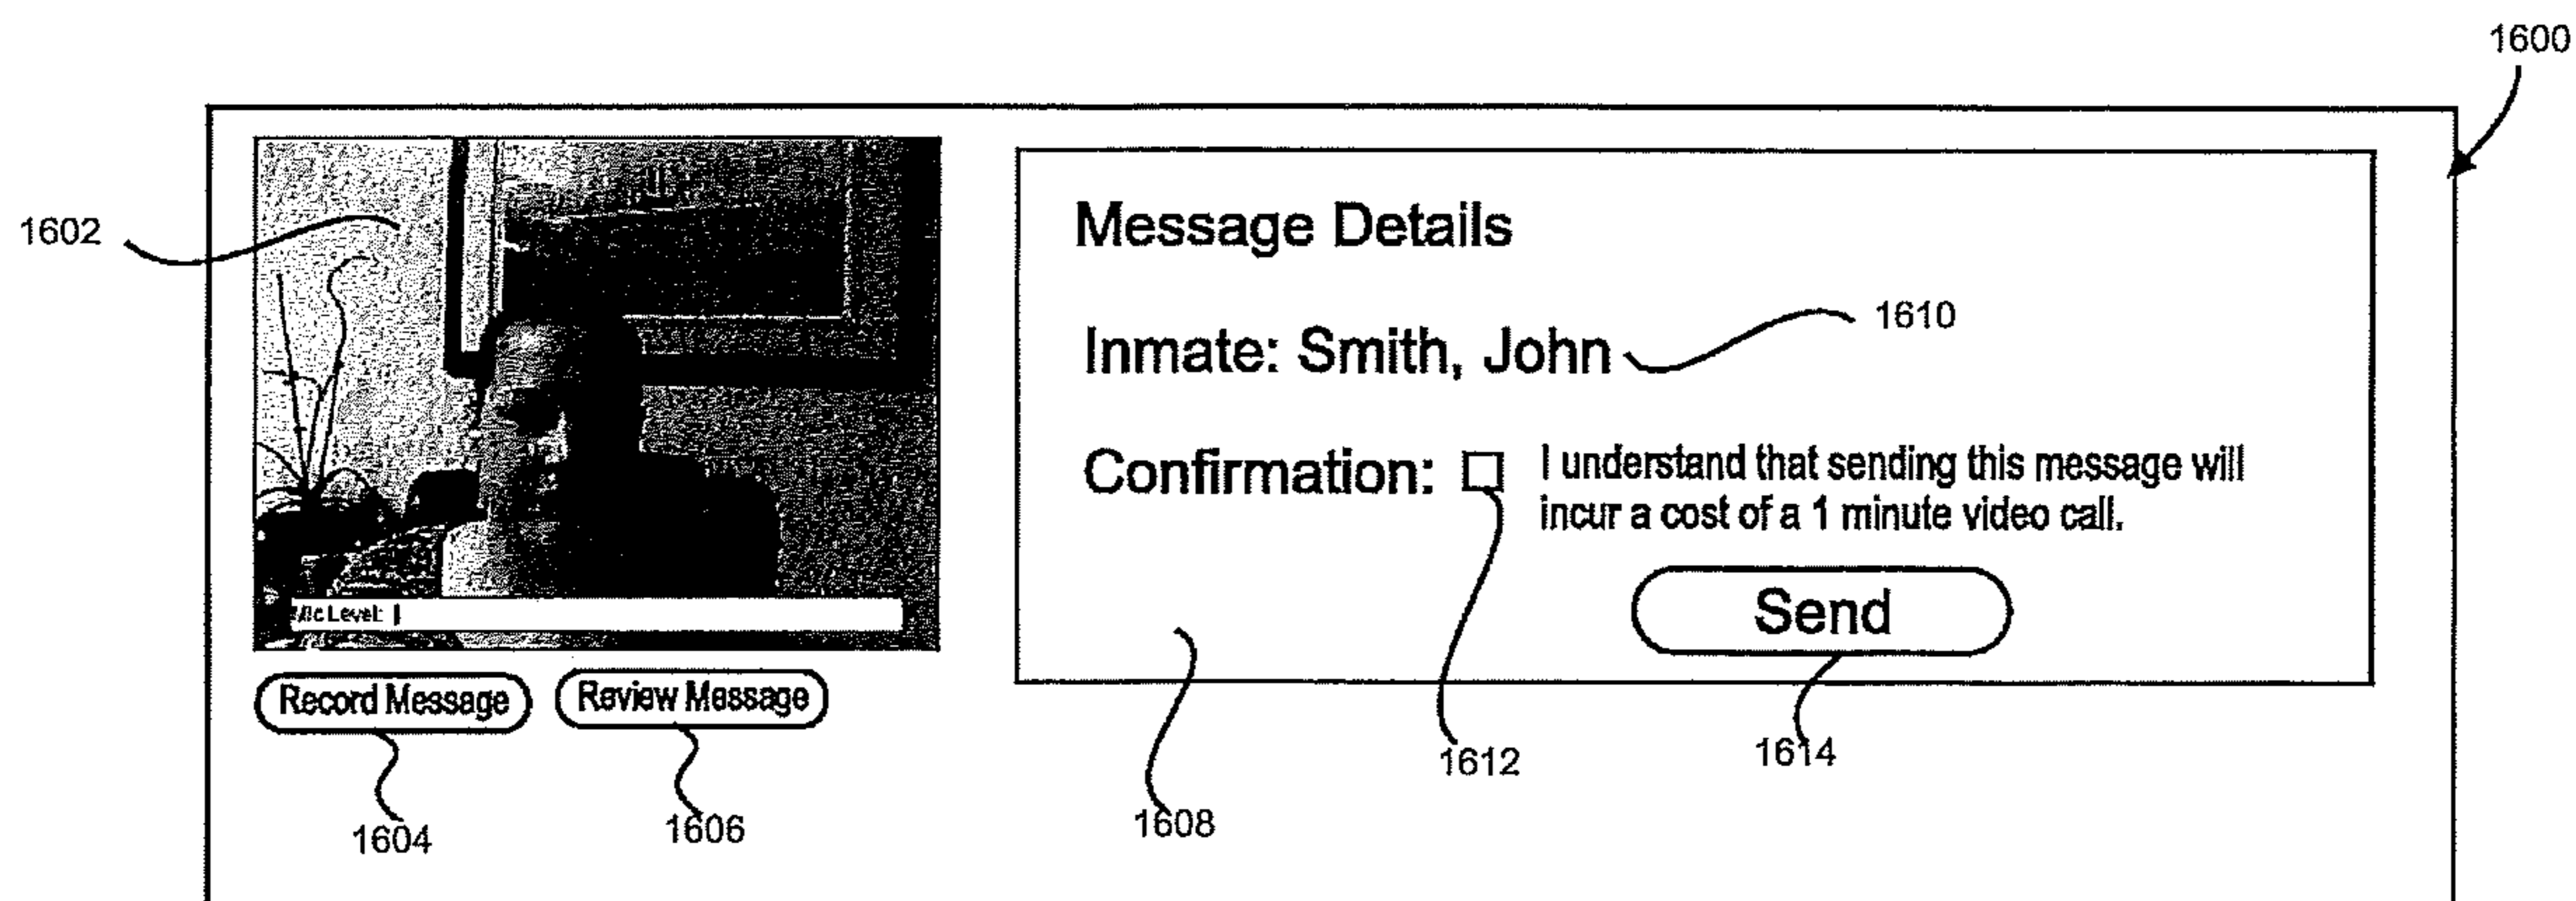 1600
1602
Message Details
Inmate: Smith, John
1610
Confirmation:
I understand that sending this message will
incur a cost of a 1 minute video call.
Send
Level:
Record Message
Review Message
1604
1606
1608
1612
1614